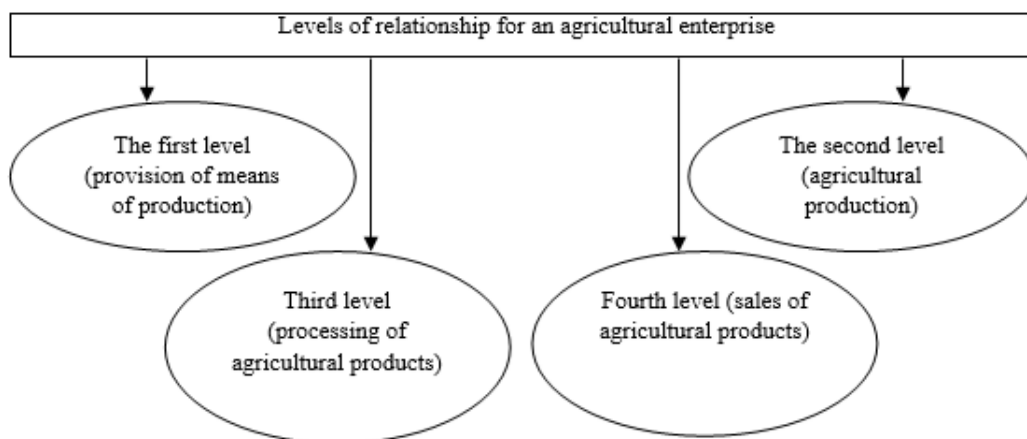 Levels of relationship for an agricultural enterprise
The first level
(provision of means
of production)
The second level
(agricultural
production)
Third level
(processing of
agricultural products)
Fourth level (sales of
agricultural products)